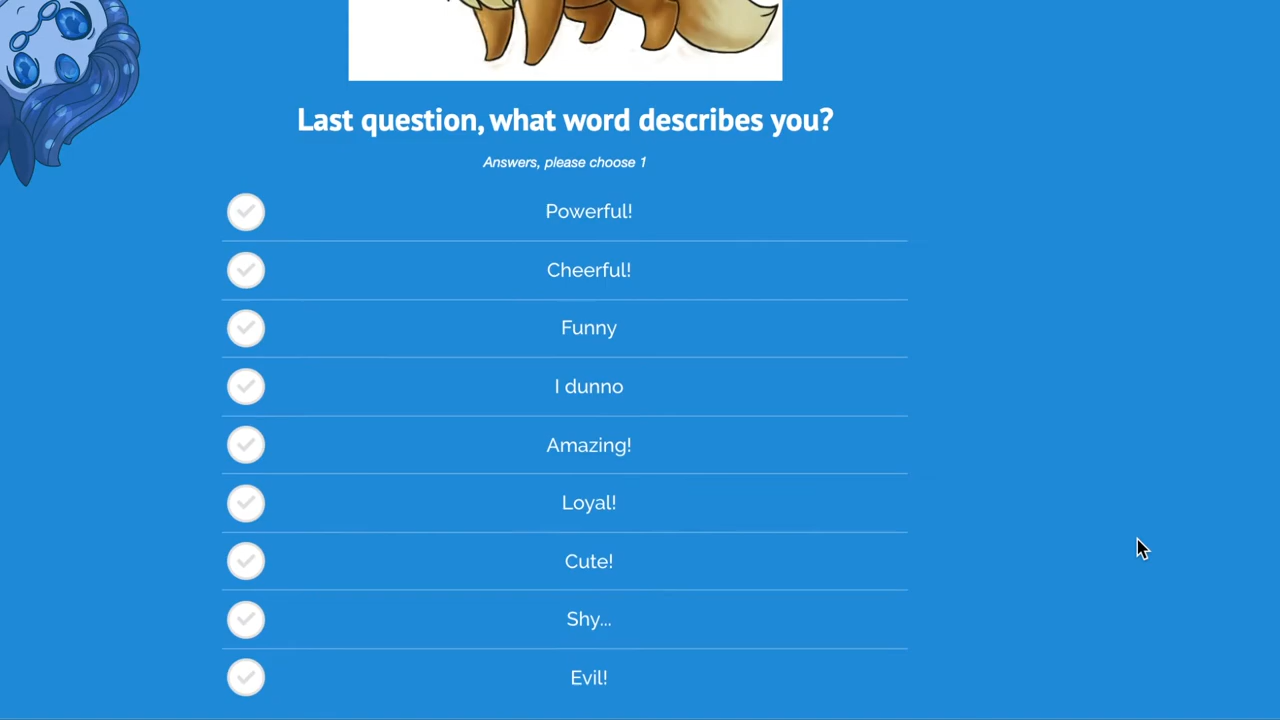 Last question, what word describes you?
Answers, please choose 1
Powerful!
Cheerful!
Funny
I dunno
Amazing!
Loyal!
Cute!
Shy...
Evil!